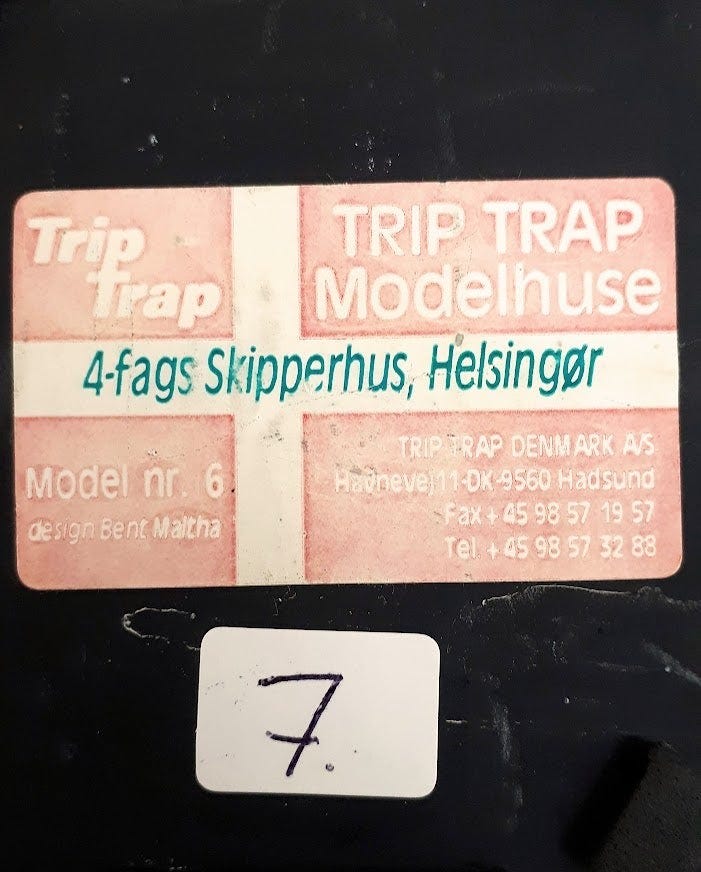 Trip
Trap
TRIP TRAP
Modelhuse
4-fags Skipperhus, Helsingør
Model nr. 6
design Bent Maltha
TRIP TRAP DENMARK A/S
Havnevej 11-DK-9560 Hadsund
Fax + 45 98 57 19 57
Tel. + 45 98 57 32 88
7.